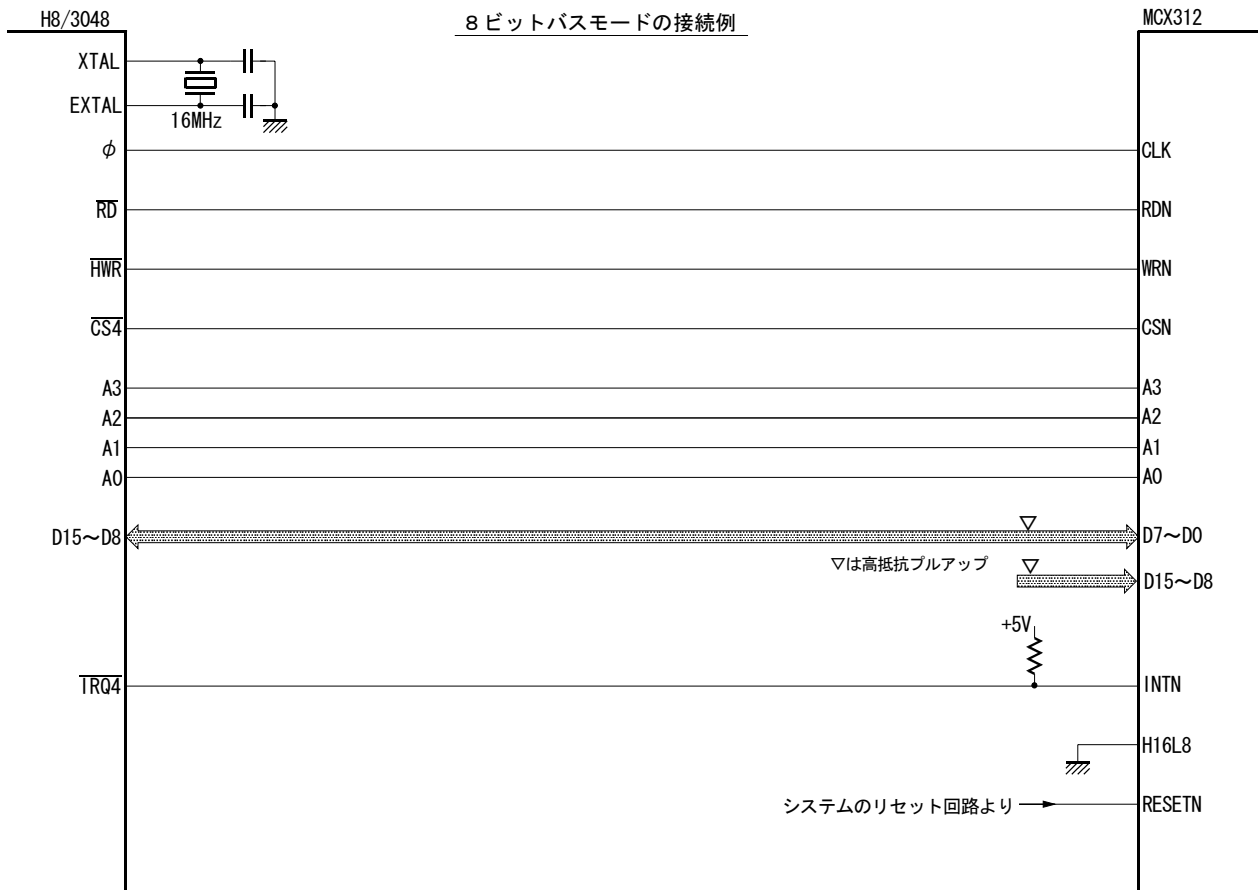 H8/3048
8ビットバスモードの接続例
MCX312
XTAL
EXTAL
16MHz
φ
CLK
RD
RDN
HWR
WRN
CS4
CSN
A3
A3
A2
A2
A1
A1
A0
A0
D15～D8
D7～D0
▽は高抵抗プルアップ
D15～D8
+5V
IRQ4
INTN
H16L8
システムのリセット回路より
RESETN